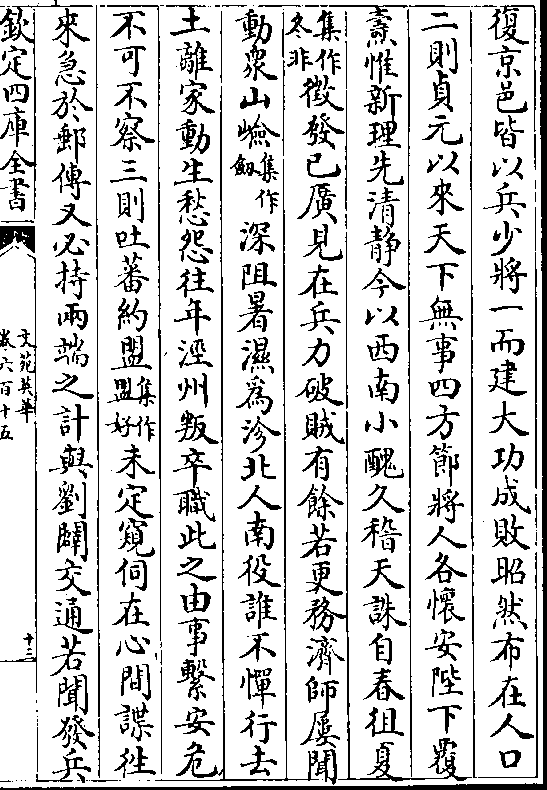 復京邑皆以兵少將一而建大功成敗昭然布在人口
二則貞元以來天下無事四方節將人各懷安陛下覆
燾惟新理先清静今以西南小醜久稽天誅自春徂夏
集作冬非徵發已廣見在兵力破賊有餘若更務濟師屢聞
動衆山嶮集作劔深阻暑濕為沴北人南役誰不憚行去
土離家動生愁怨往年涇州叛卒職此之由事繫安危
不可不察三則吐蕃約盟集作盟好未定窺伺在心間諜往
來急於郵傳又必持兩端之計與劉闢交通若聞發兵
欽定四庫全書
文苑英華
卷六百十五
十三